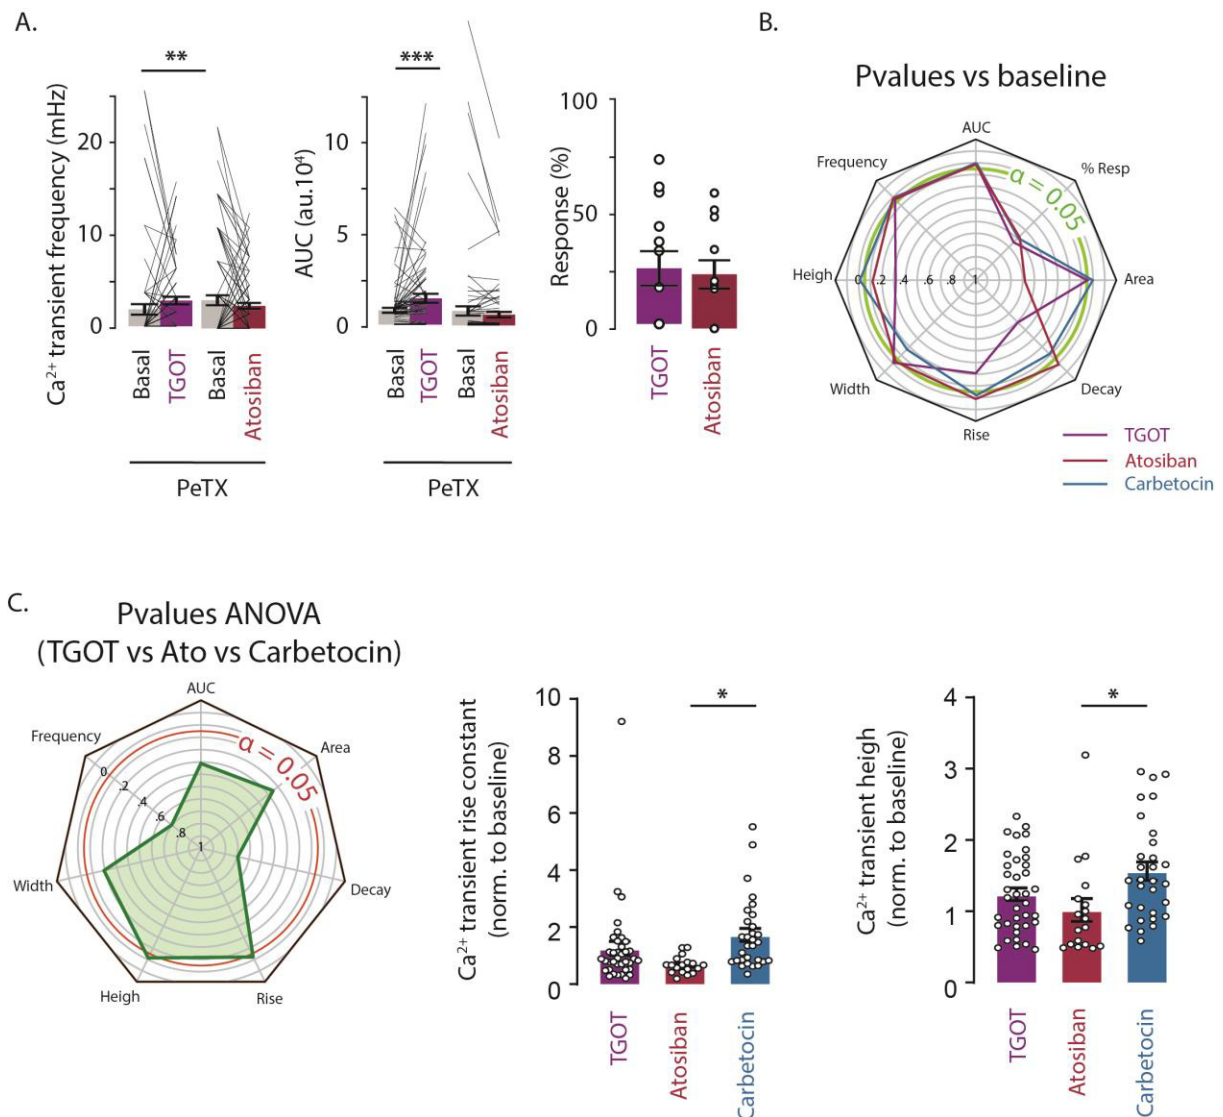 A.
**
***
Ca²⁺ transient frequency (mHz)
20
10
0
Basal
TGOT
Basal
Atosiban
PeTX
AUC (au.10⁴)
10
5
0
Basal
TGOT
Basal
Atosiban
PeTX
Response (%)
100
50
0
TGOT
Atosiban
B.
Pvalues vs baseline
AUC
% Resp
Area
Decay
Rise
Width
Heigh
Frequency
α = 0.05
0 .2 .4 .6 .8 1
TGOT
Atosiban
Carbetocin
C.
Pvalues ANOVA
(TGOT vs Ato vs Carbetocin)
AUC
Area
Decay
Rise
Heigh
Width
Frequency
α = 0.05
0
.2
.4
.6
.8
1
Ca²⁺ transient rise constant
(norm. to baseline)
10
8
6
4
2
0
*
TGOT
Atosiban
Carbetocin
Ca²⁺ transient heigh
(norm. to baseline)
4
3
2
1
0
*
TGOT
Atosiban
Carbetocin